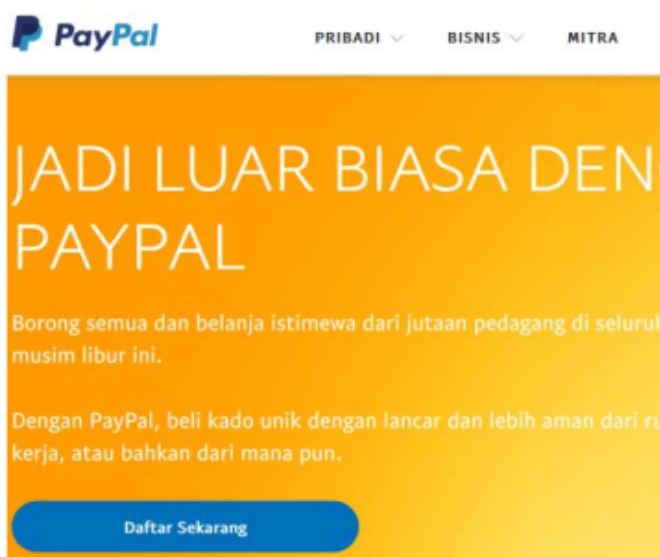 PayPal
PRIBADI
BISNIS
MITRA
JADI LUAR BIASA DENG
PAYPAL
Borong semua dan belanja istimewa dari jutaan pedagang di seluruh
musim libur ini.
Dengan PayPal, beli kado unik dengan lancar dan lebih aman dari ru
kerja, atau bahkan dari mana pun.
Daftar Sekarang